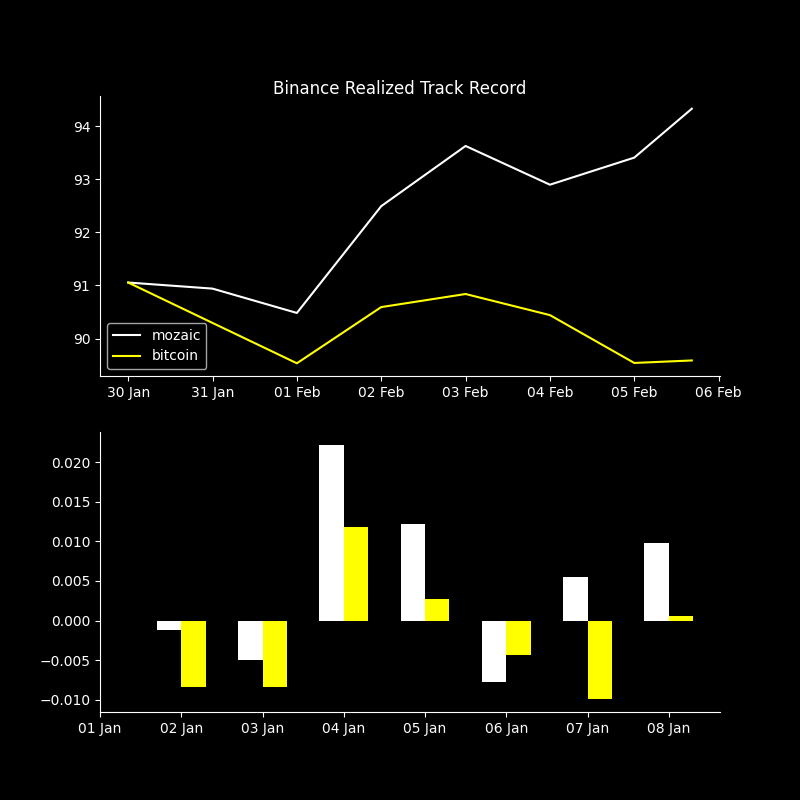 Binance Realized Track Record
94
93
92
91
90
mozaic
bitcoin
30 Jan 31 Jan 01 Feb 02 Feb 03 Feb 04 Feb 05 Feb 06 Feb
0.020
0.015
0.010
0.005
0.000
−0.005
−0.010
01 Jan 02 Jan 03 Jan 04 Jan 05 Jan 06 Jan 07 Jan 08 Jan